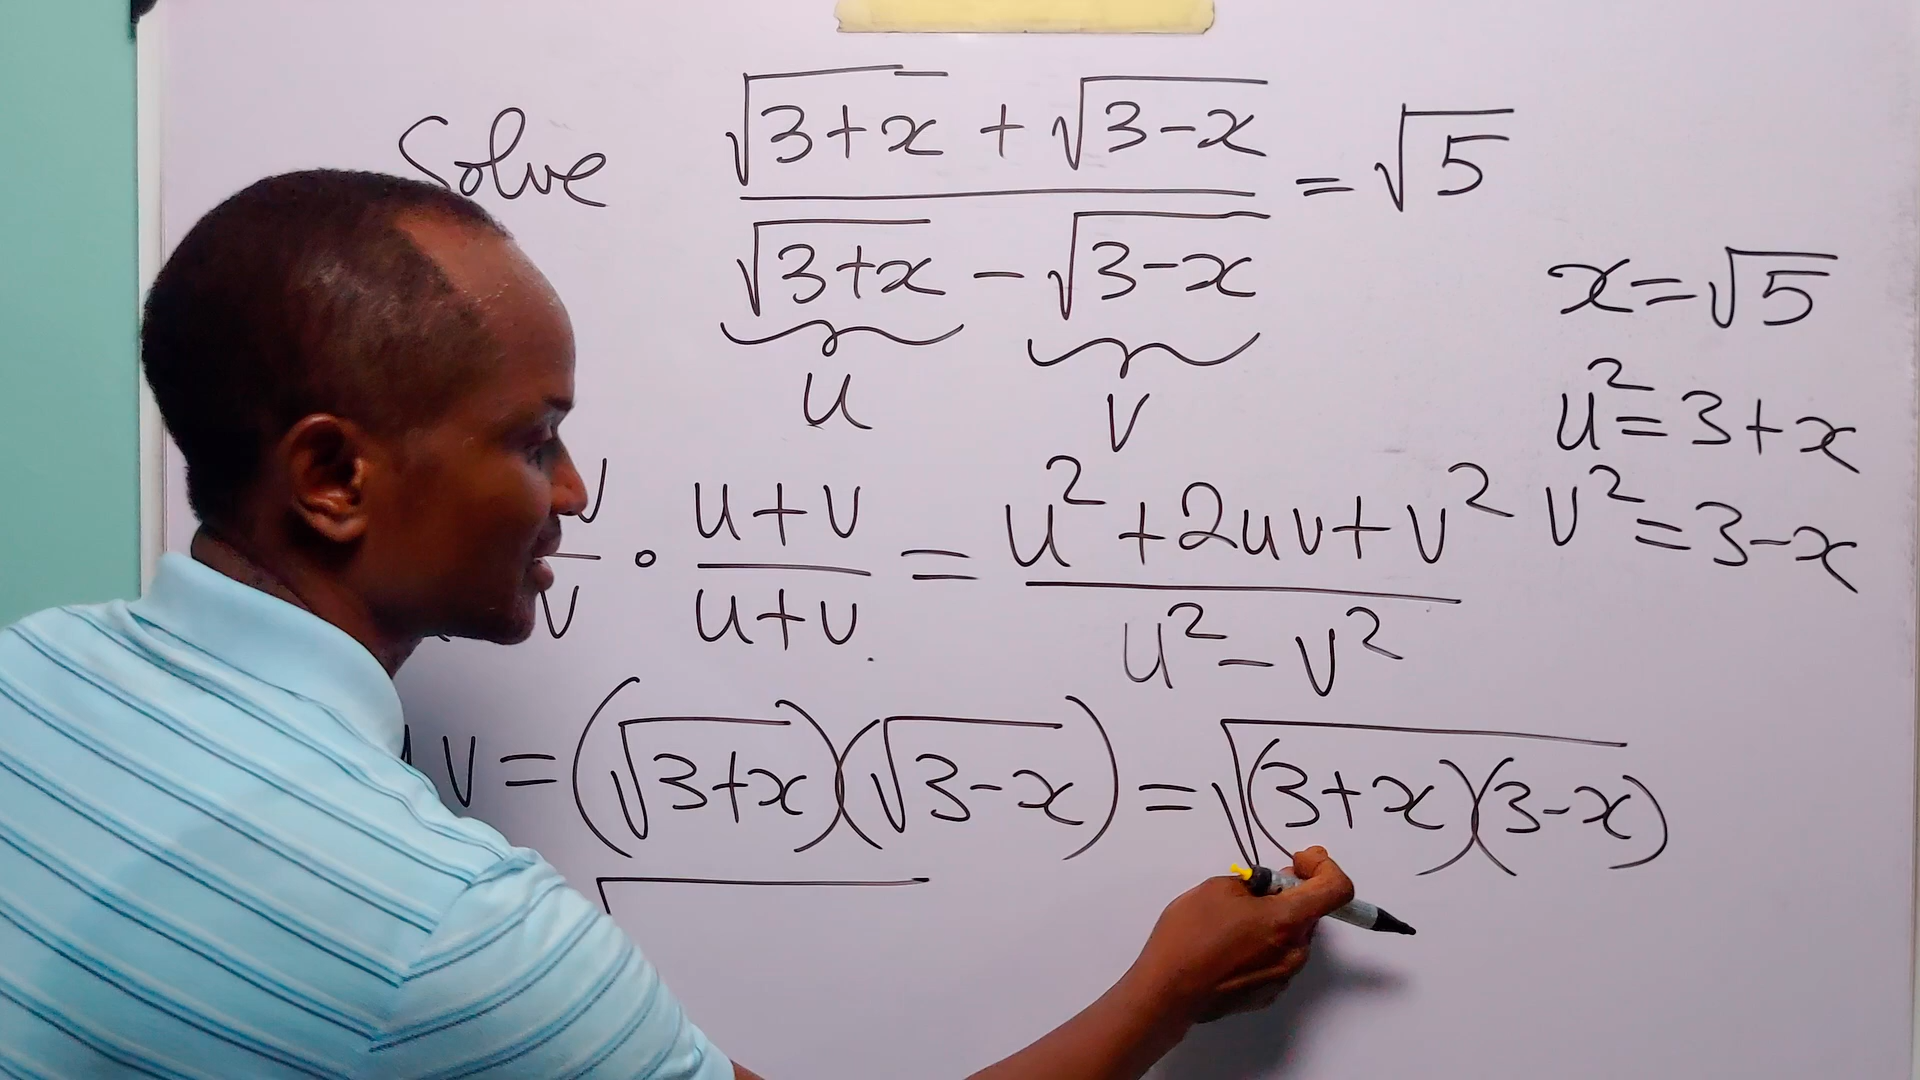 Solve (√(3+x) + √(3-x)) / (√(3+x) - √(3-x)) = √5
u v
x=√5
u²=3+x
v²=3-x
· (u+v)/(u+v) = (u²+2uv+v²)/(u²-v²)
v = (√(3+x))(√(3-x)) = √((3+x)(3-x))